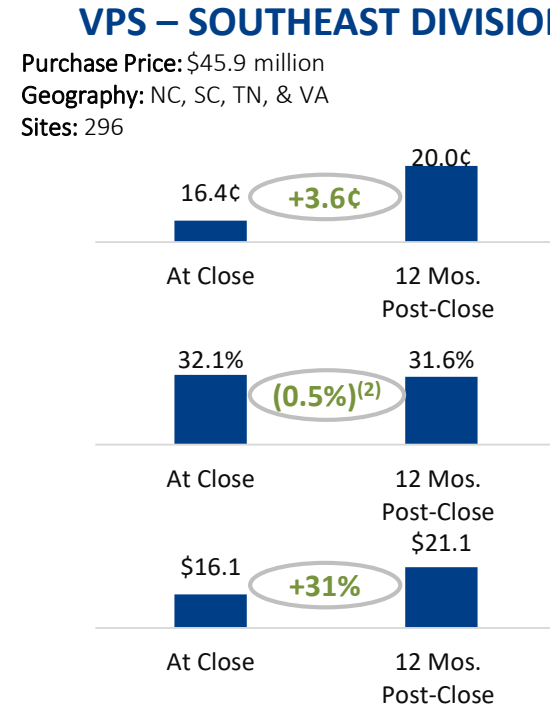 VPS – SOUTHEAST DIVISION
Purchase Price: $45.9 million
Geography: NC, SC, TN, & VA
Sites: 296
16.4¢ +3.6¢ 20.0¢
At Close 12 Mos.
Post-Close
32.1% (0.5%)(2) 31.6%
At Close 12 Mos.
Post-Close
$16.1 +31% $21.1
At Close 12 Mos.
Post-Close